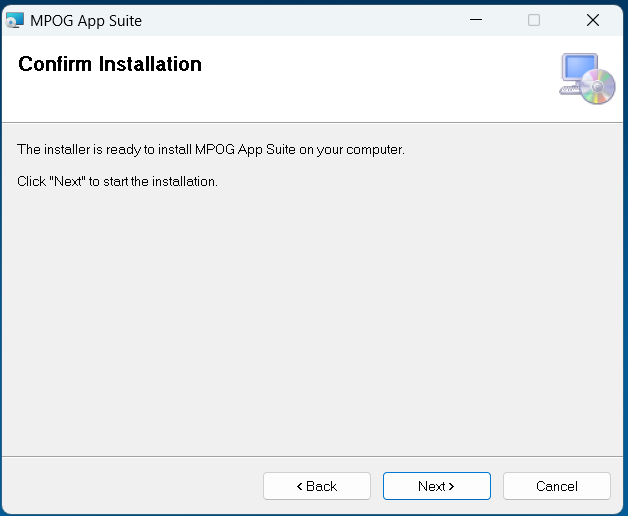 MPOG App Suite
Confirm Installation
The installer is ready to install MPOG App Suite on your computer.
Click "Next" to start the installation.
< Back
Next >
Cancel